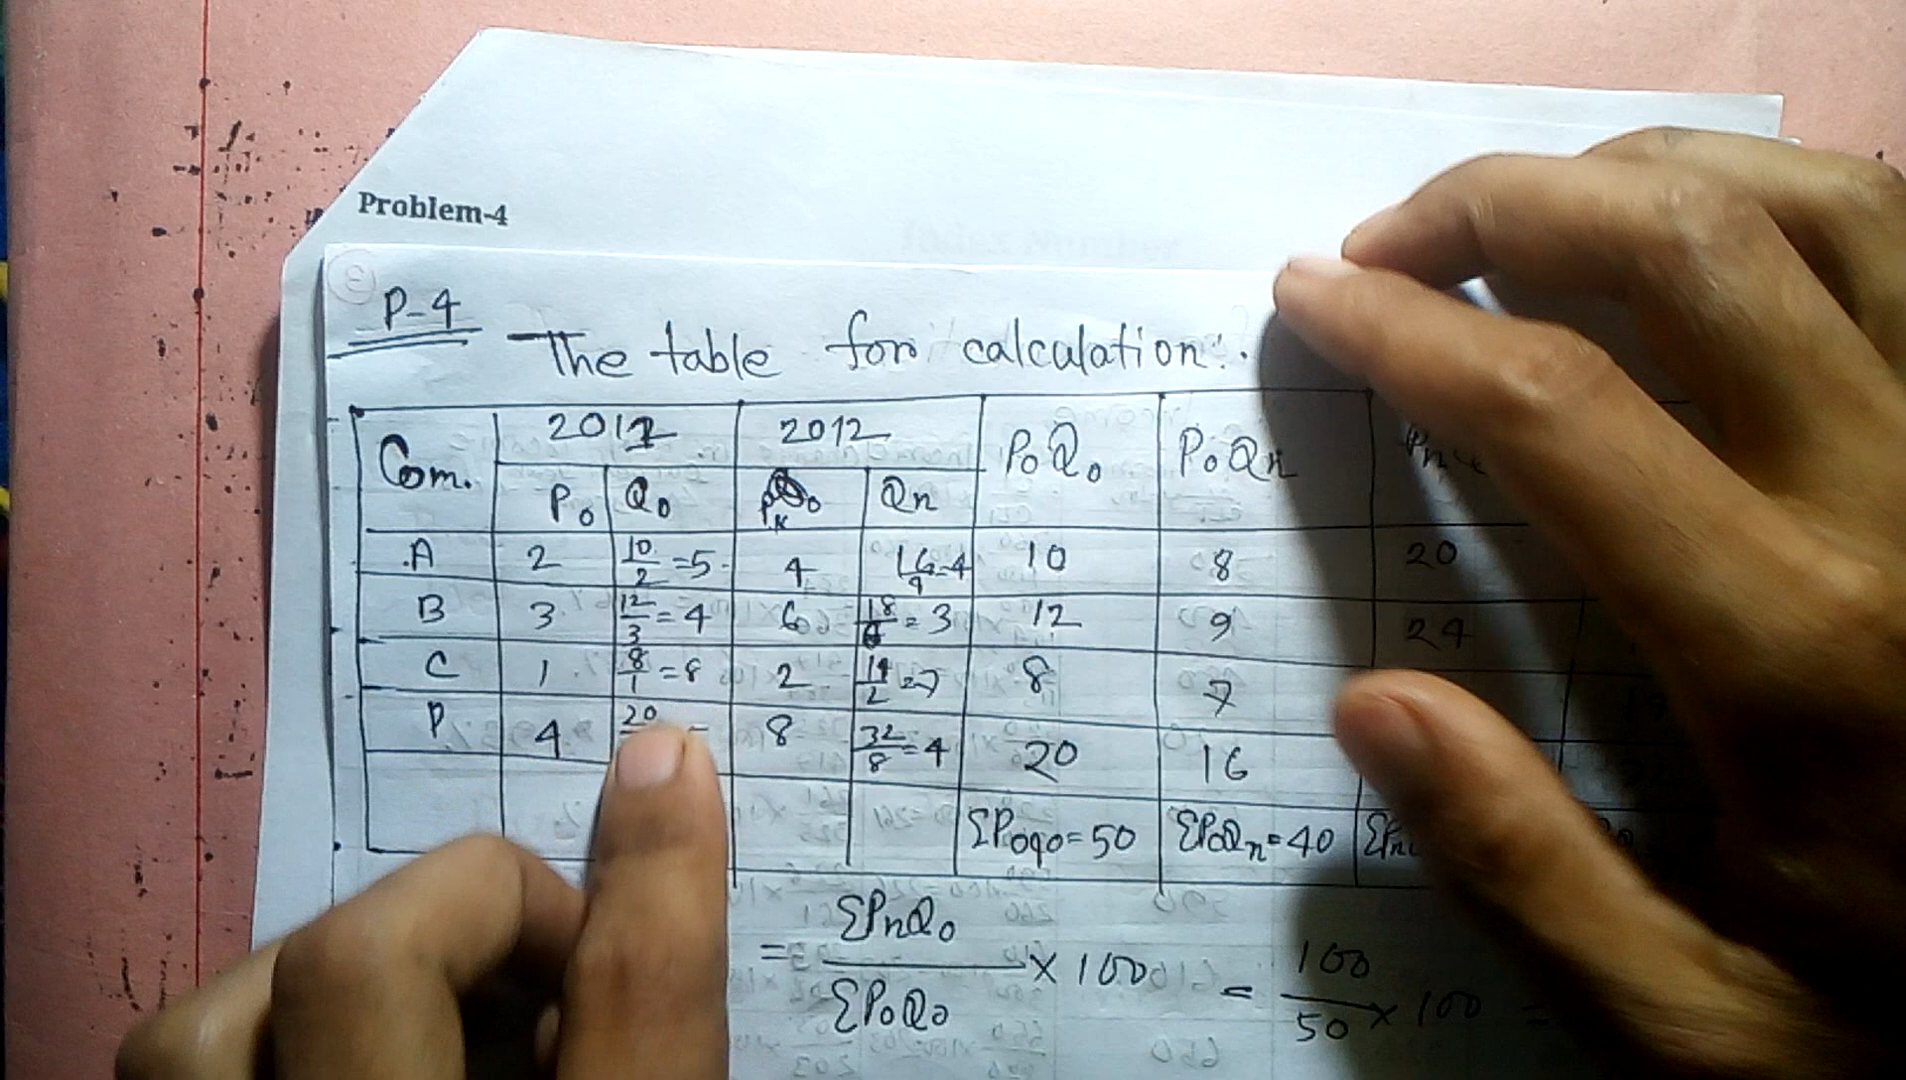 Problem-4
P-4
The table for calculation:
Com. 2011 2012 P₀Q₀ P₀Qn
P₀ Q₀ Pn Qn
A 2 10/2 =5 4 16/4=4 10 8 20
B 3 12/3 = 4 6 18/6 = 3 12 9 24
C 1 8/1 = 8 2 14/2 =7 8 7
P 4 20 = 8 32/8 = 4 20 16
ΣP₀q₀ = 50 ΣP₀Qn = 40
= ΣPnQ₀/ΣP₀Q₀ × 100 = 100/50 × 100 =